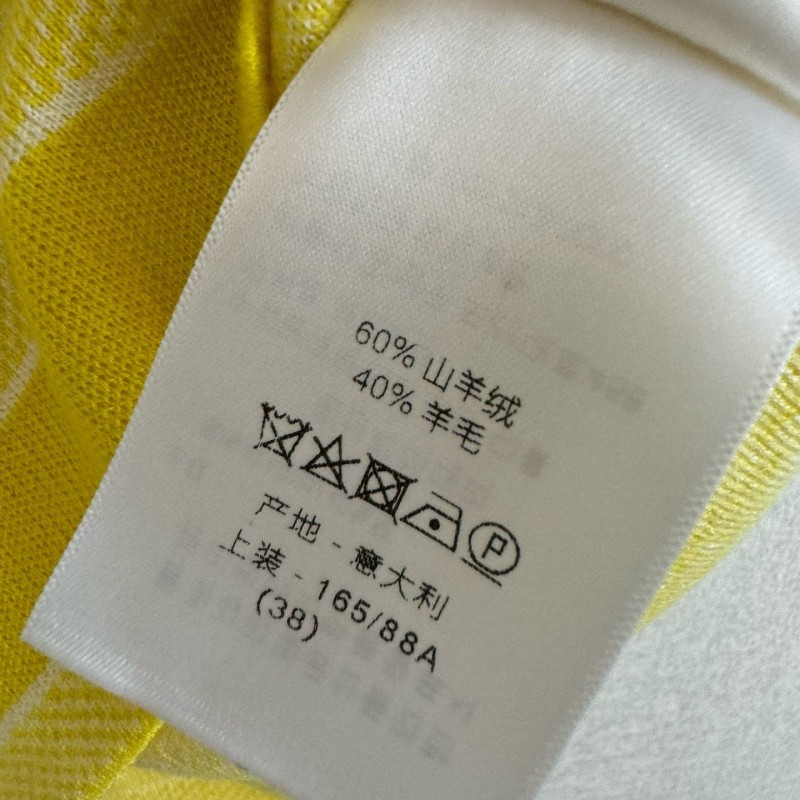 60% 山羊绒
40% 羊毛
P
产地 - 意大利
上装 - 165/88A
(38)